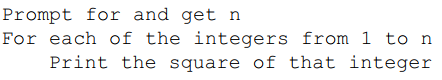 Prompt for and get n
For each of the integers from 1 to n
    Print the square of that integer